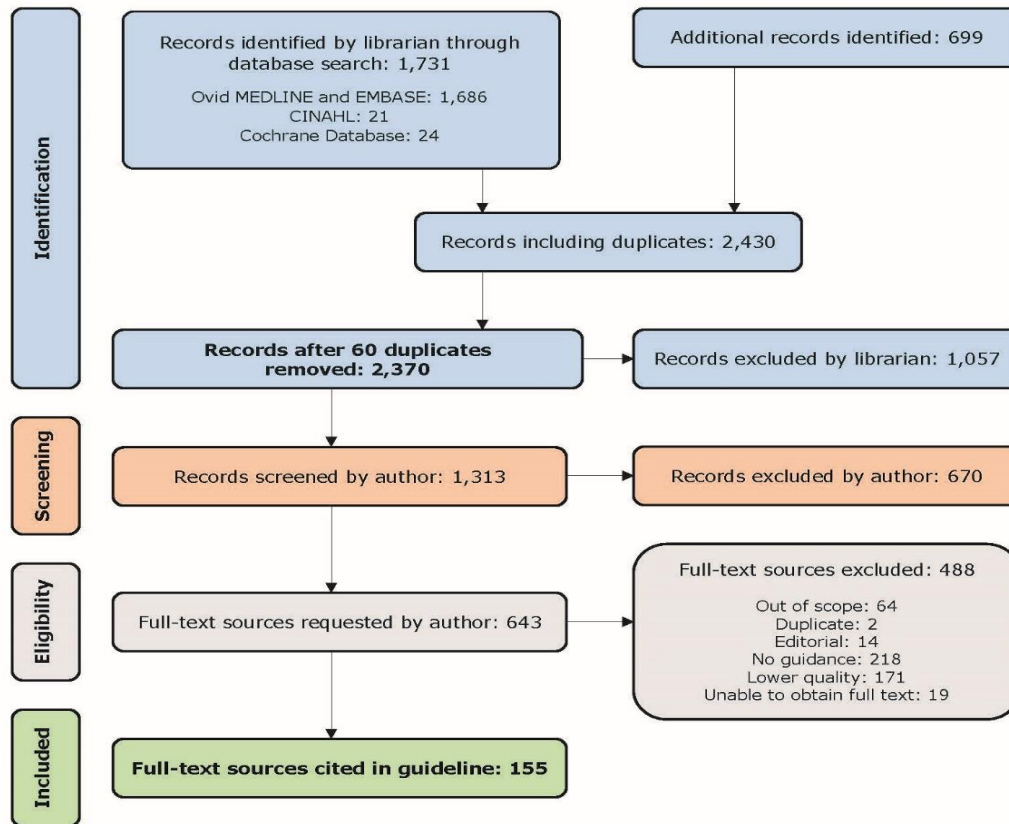 Identification
Records identified by librarian through
database search: 1,731
Ovid MEDLINE and EMBASE: 1,686
CINAHL: 21
Cochrane Database: 24
Additional records identified: 699
Records including duplicates: 2,430
Records after 60 duplicates
removed: 2,370
Records excluded by librarian: 1,057
Screening
Records screened by author: 1,313
Records excluded by author: 670
Eligibility
Full-text sources requested by author: 643
Full-text sources excluded: 488
Out of scope: 64
Duplicate: 2
Editorial: 14
No guidance: 218
Lower quality: 171
Unable to obtain full text: 19
Included
Full-text sources cited in guideline: 155